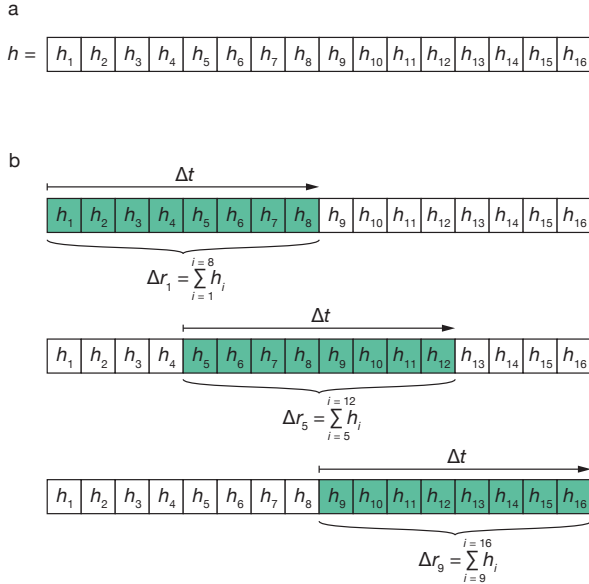 a
h = h₁ h₂ h₃ h₄ h₅ h₆ h₇ h₈ h₉ h₁₀ h₁₁ h₁₂ h₁₃ h₁₄ h₁₅ h₁₆
b
Δt
h₁ h₂ h₃ h₄ h₅ h₆ h₇ h₈ h₉ h₁₀ h₁₁ h₁₂ h₁₃ h₁₄ h₁₅ h₁₆
i = 8
Δr₁ = ∑ hᵢ
i = 1
Δt
h₁ h₂ h₃ h₄ h₅ h₆ h₇ h₈ h₉ h₁₀ h₁₁ h₁₂ h₁₃ h₁₄ h₁₅ h₁₆
i = 12
Δr₅ = ∑ hᵢ
i = 5
Δt
h₁ h₂ h₃ h₄ h₅ h₆ h₇ h₈ h₉ h₁₀ h₁₁ h₁₂ h₁₃ h₁₄ h₁₅ h₁₆
i = 16
Δr₉ = ∑ hᵢ
i = 9